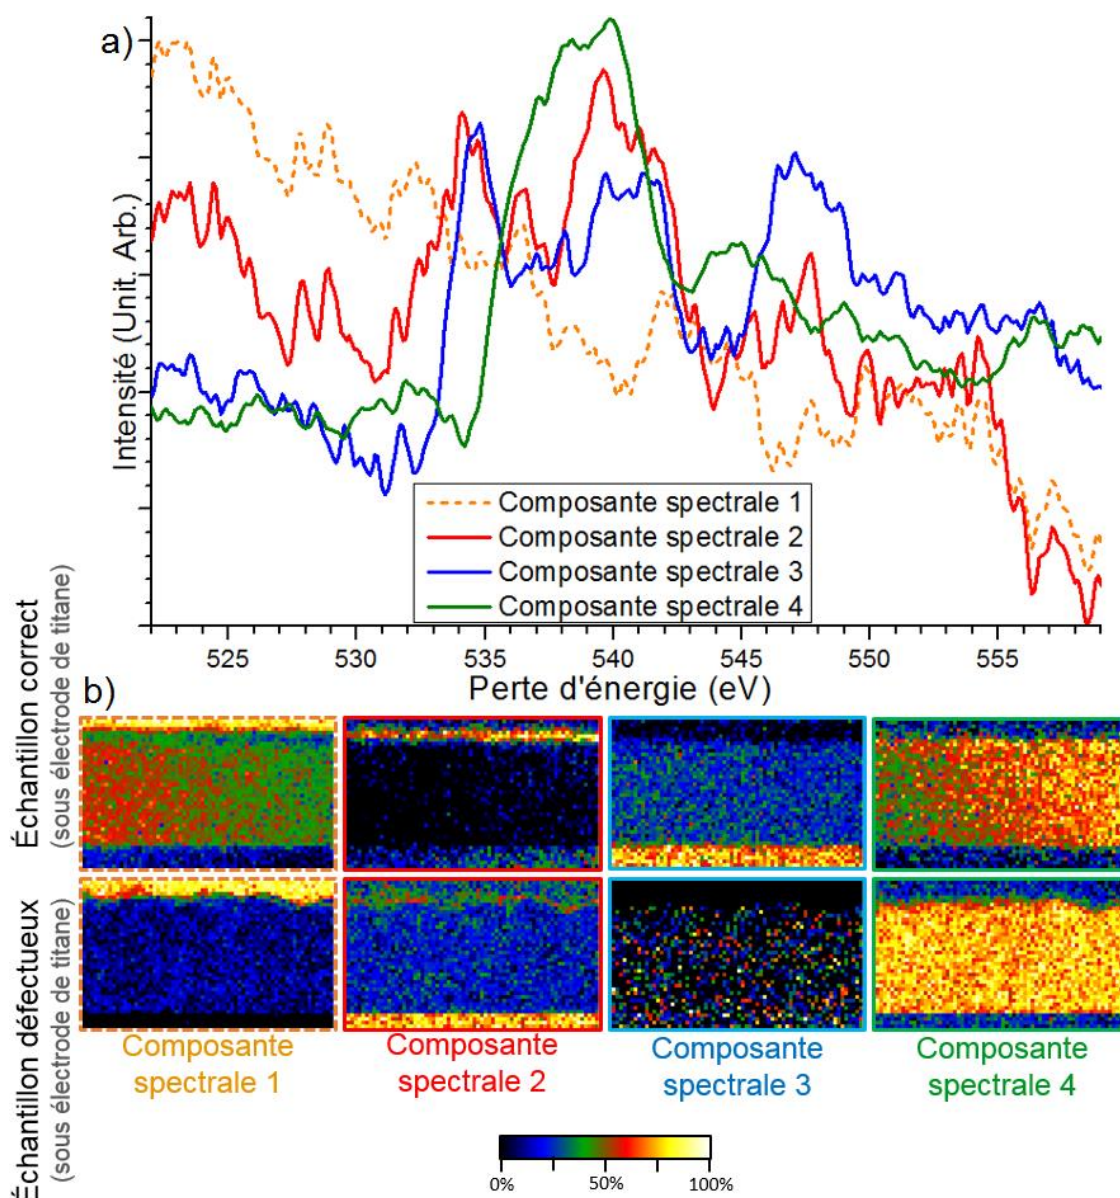 a)
Intensité (Unit. Arb.)
Composante spectrale 1
Composante spectrale 2
Composante spectrale 3
Composante spectrale 4
525 530 535 540 545 550 555
Perte d'énergie (eV)
b)
Échantillon correct
(sous électrode de titane)
Échantillon défectueux
(sous électrode de titane)
Composante
spectrale 1
Composante
spectrale 2
Composante
spectrale 3
Composante
spectrale 4
0% 50% 100%